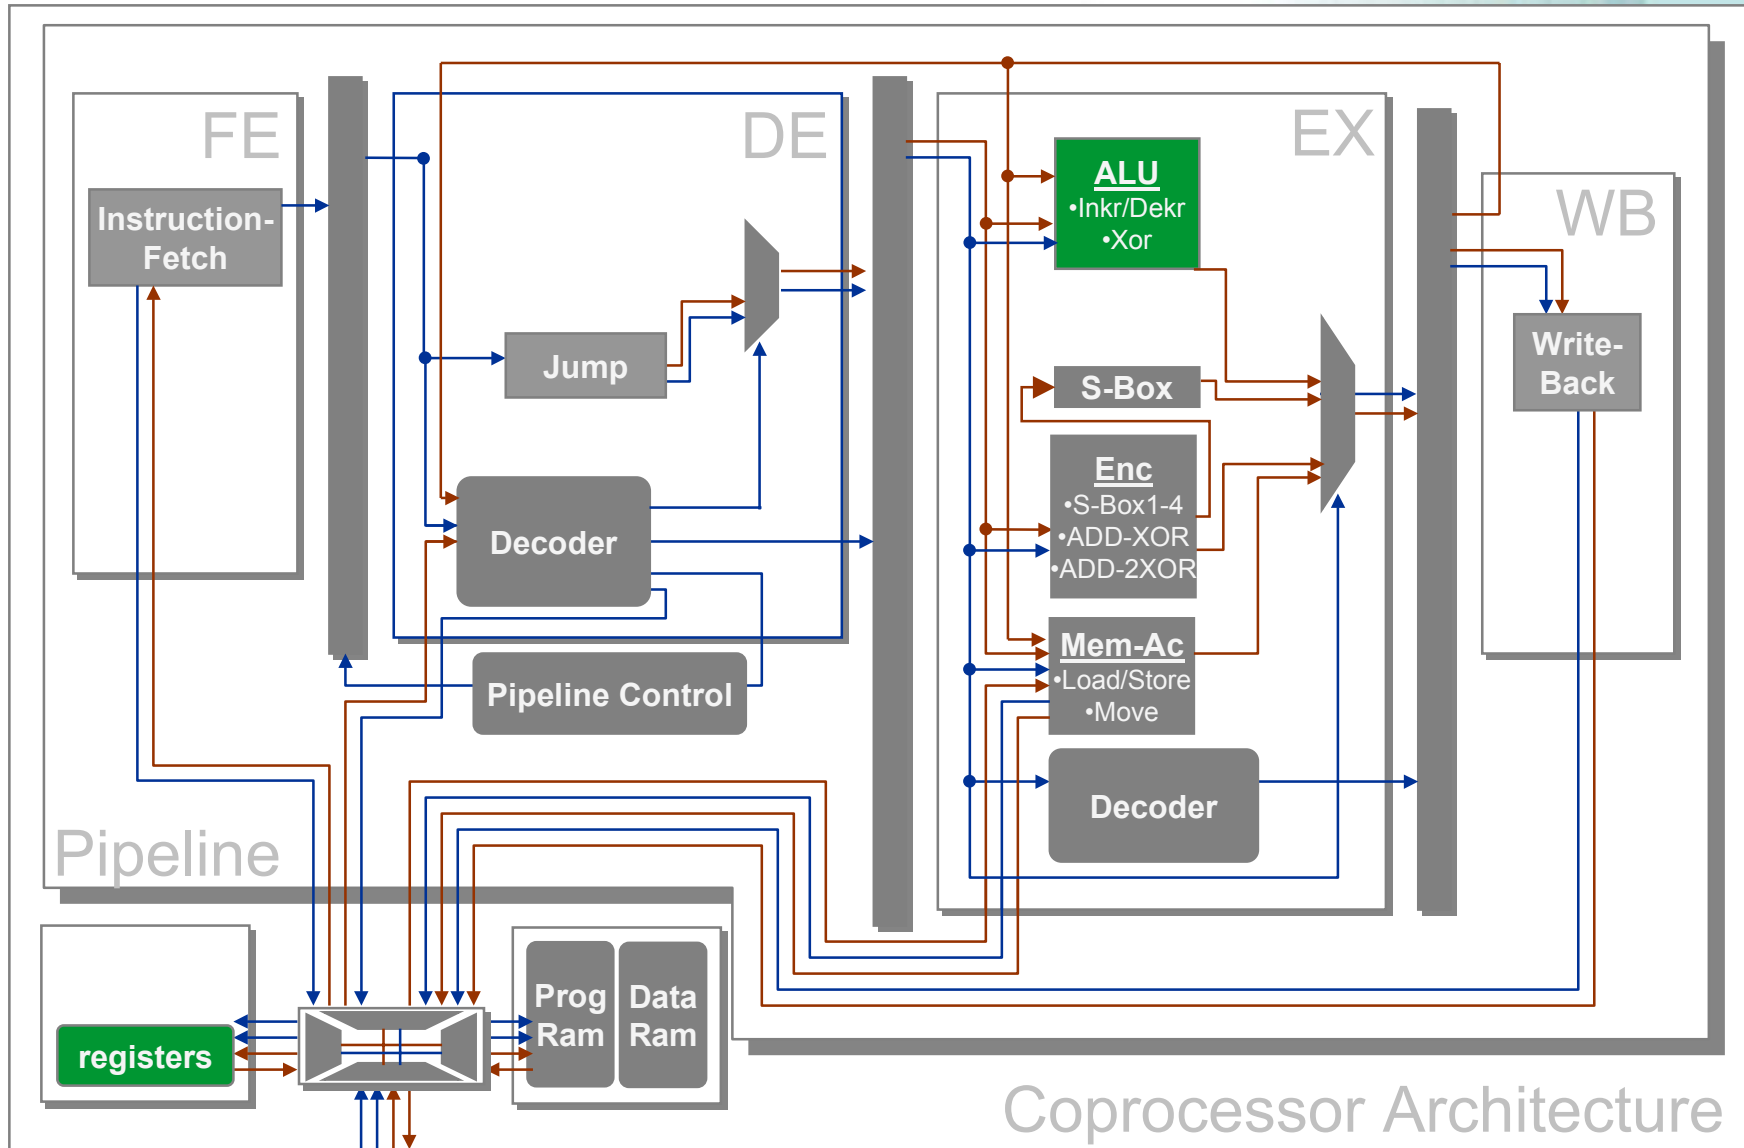 FE
DE
EX
WB
Instruction-
Fetch
Jump
Decoder
Pipeline Control
ALU
•Inkr/Dekr
•Xor
S-Box
Enc
•S-Box1-4
•ADD-XOR
•ADD-2XOR
Mem-Ac
•Load/Store
•Move
Decoder
Write-
Back
Pipeline
registers
Prog
Ram
Data
Ram
Coprocessor Architecture